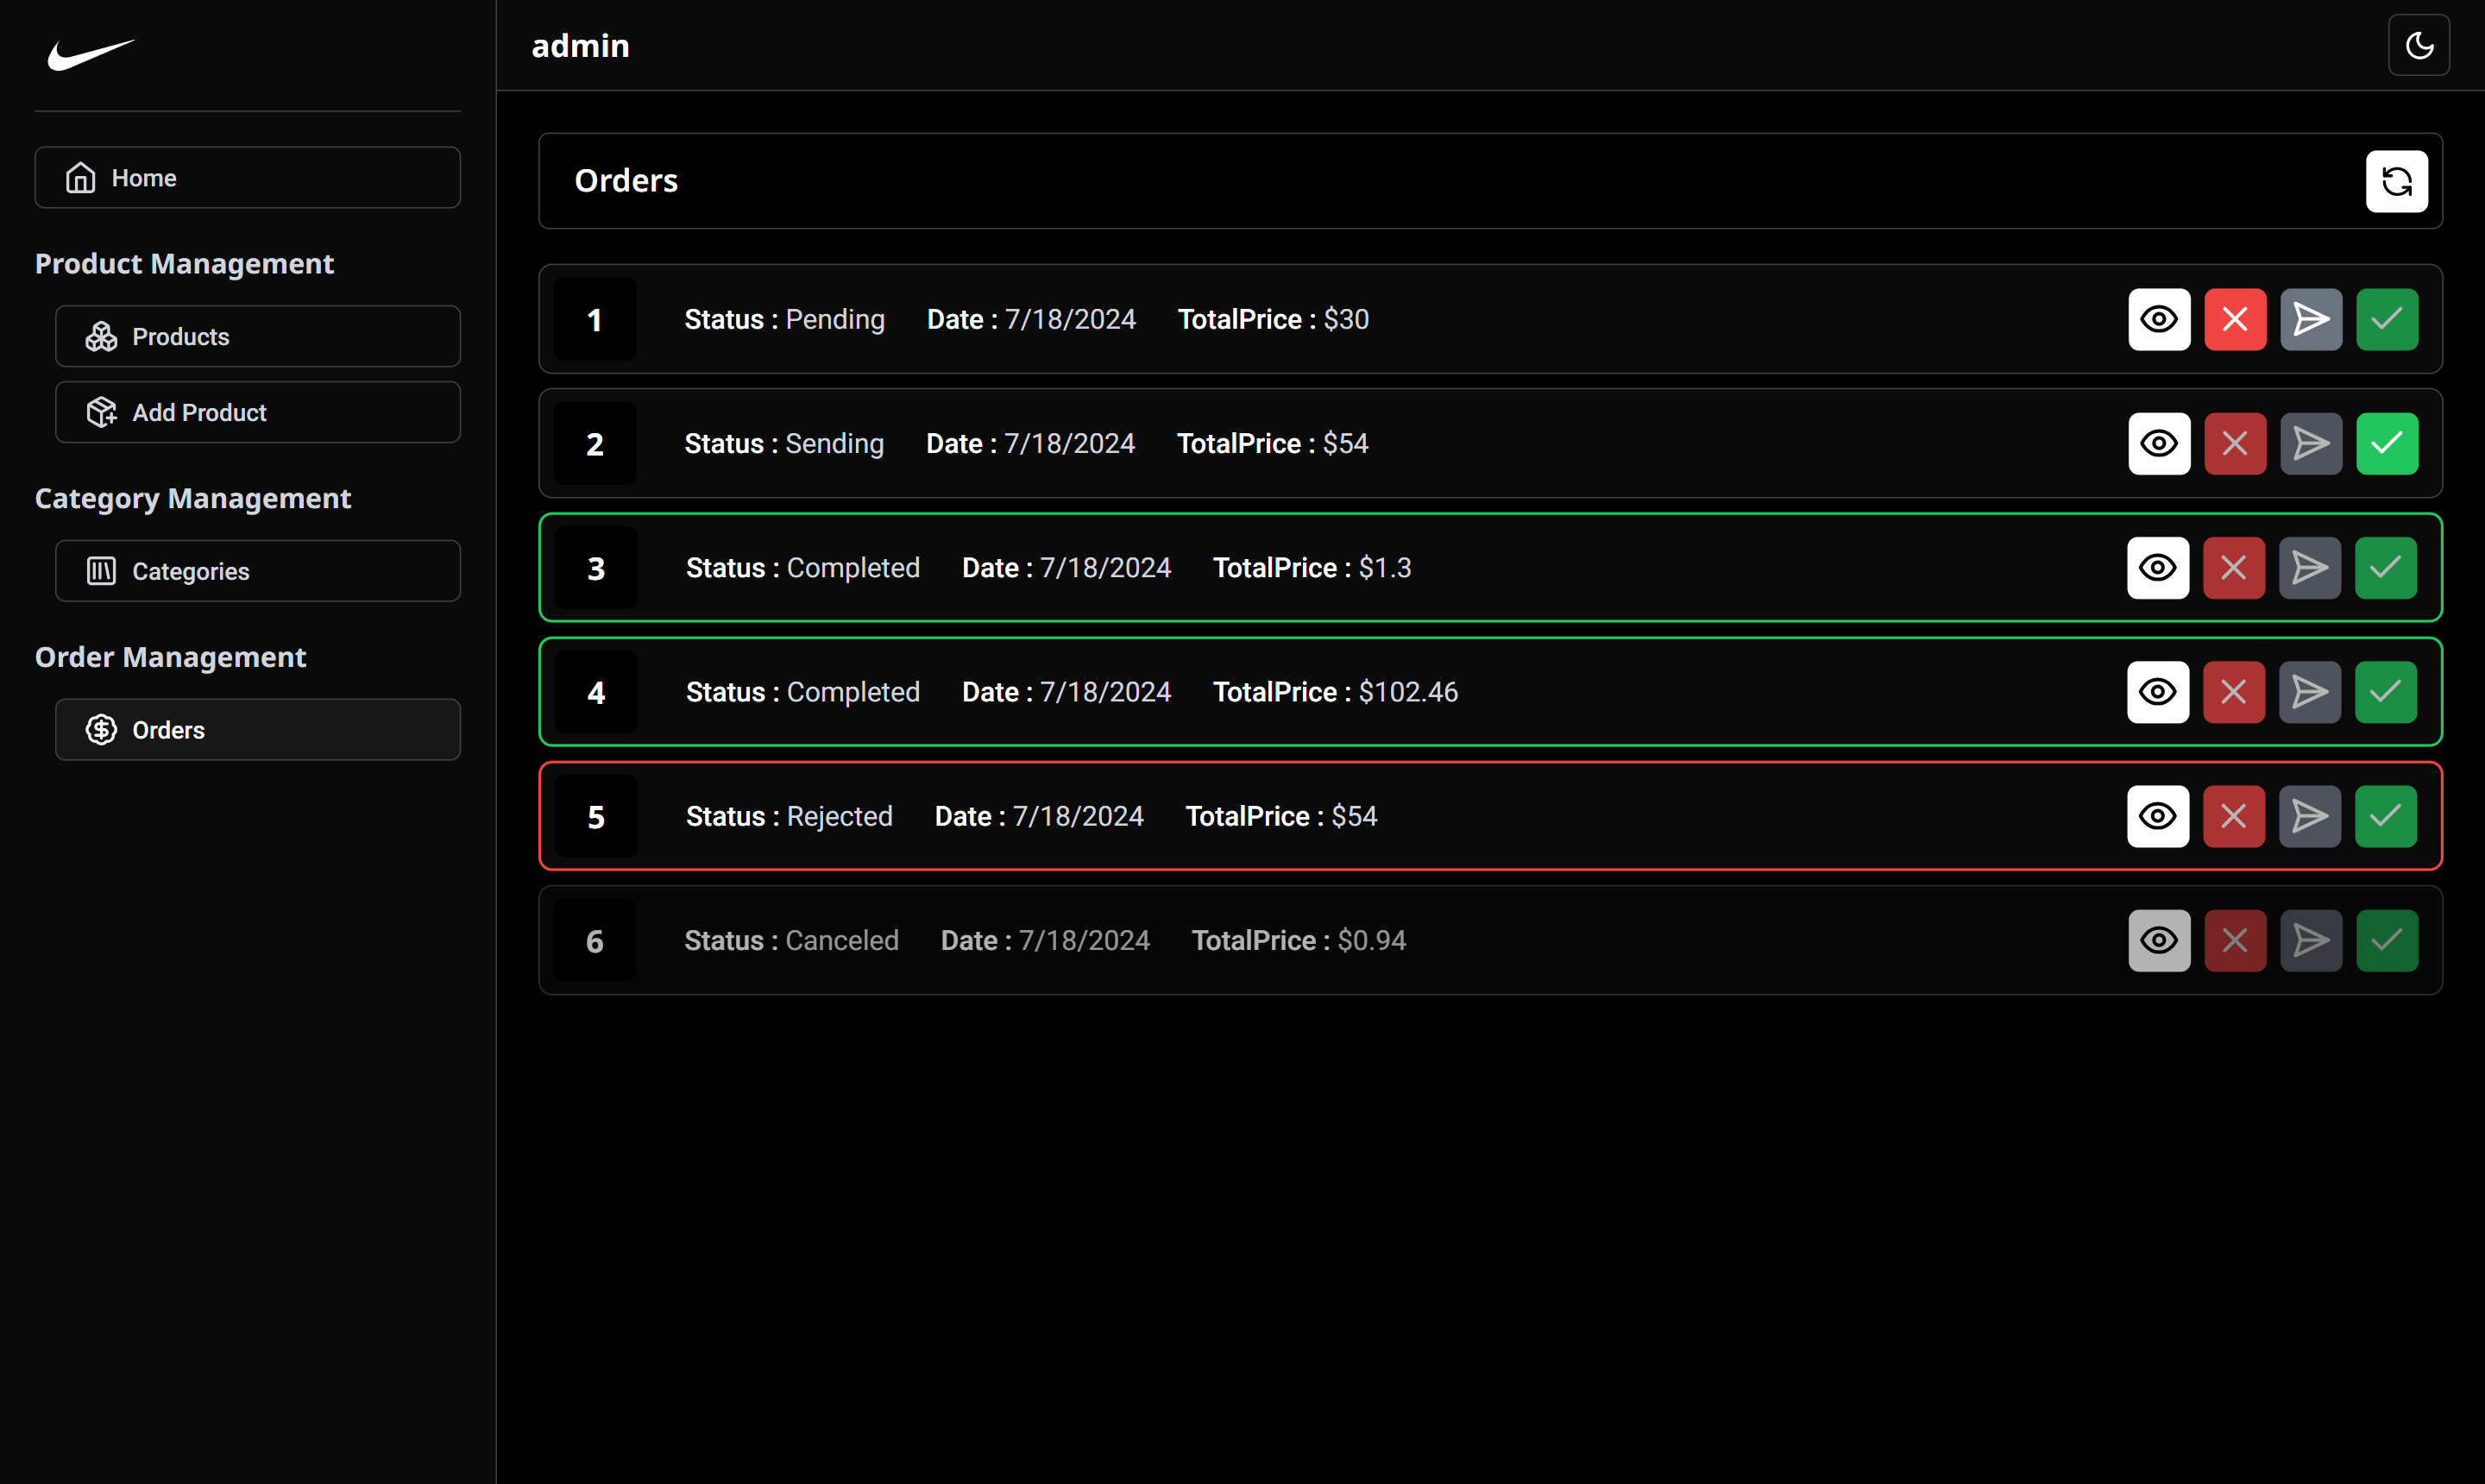 admin
Home
Product Management
Products
Add Product
Category Management
Categories
Order Management
Orders
Orders
1 Status : Pending Date : 7/18/2024 TotalPrice : $30
2 Status : Sending Date : 7/18/2024 TotalPrice : $54
3 Status : Completed Date : 7/18/2024 TotalPrice : $1.3
4 Status : Completed Date : 7/18/2024 TotalPrice : $102.46
5 Status : Rejected Date : 7/18/2024 TotalPrice : $54
6 Status : Canceled Date : 7/18/2024 TotalPrice : $0.94